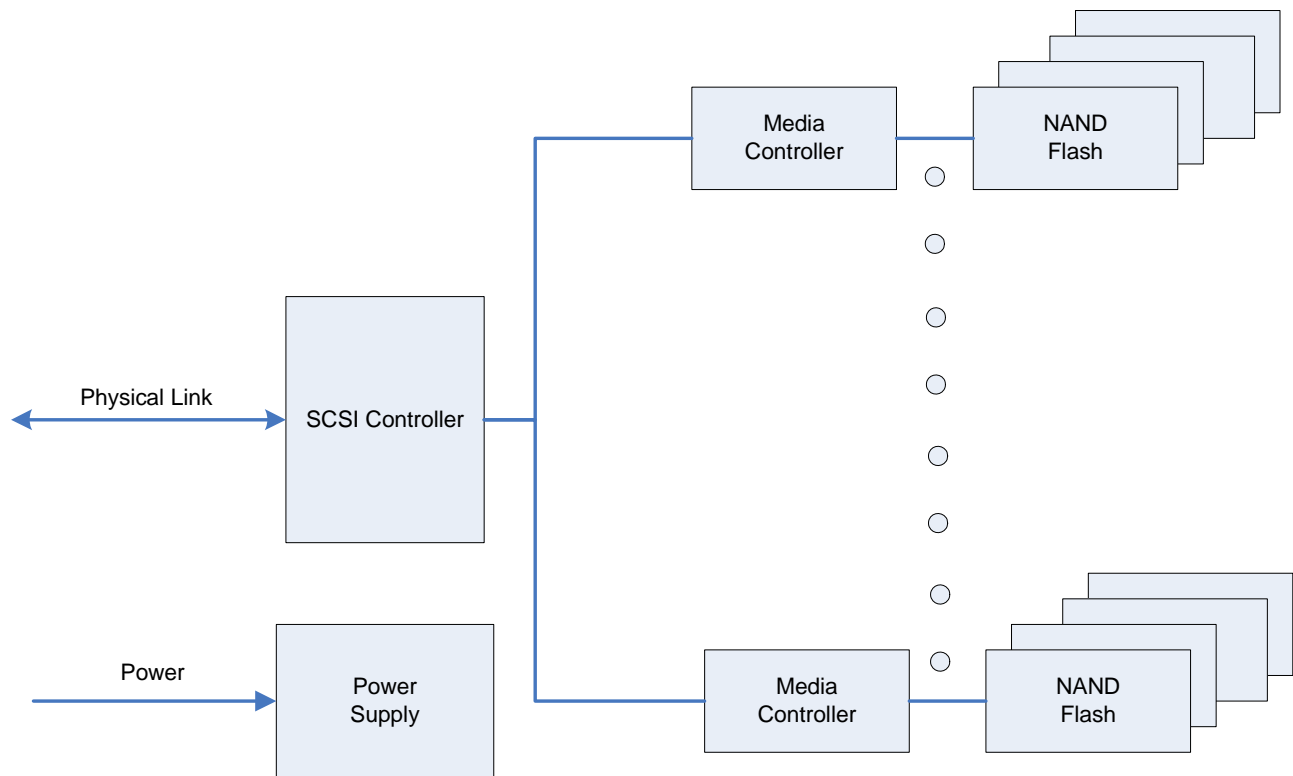 Media
Controller
NAND
Flash
Physical Link
SCSI Controller
Power
Power
Supply
Media
Controller
NAND
Flash